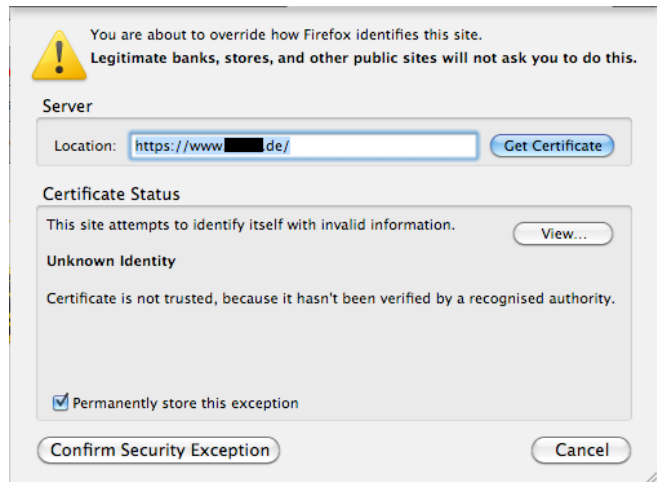 You are about to override how Firefox identifies this site.
Legitimate banks, stores, and other public sites will not ask you to do this.
Server
Location: https://www .de/ Get Certificate
Certificate Status
This site attempts to identify itself with invalid information. View...
Unknown Identity
Certificate is not trusted, because it hasn't been verified by a recognised authority.
Permanently store this exception
Confirm Security Exception Cancel